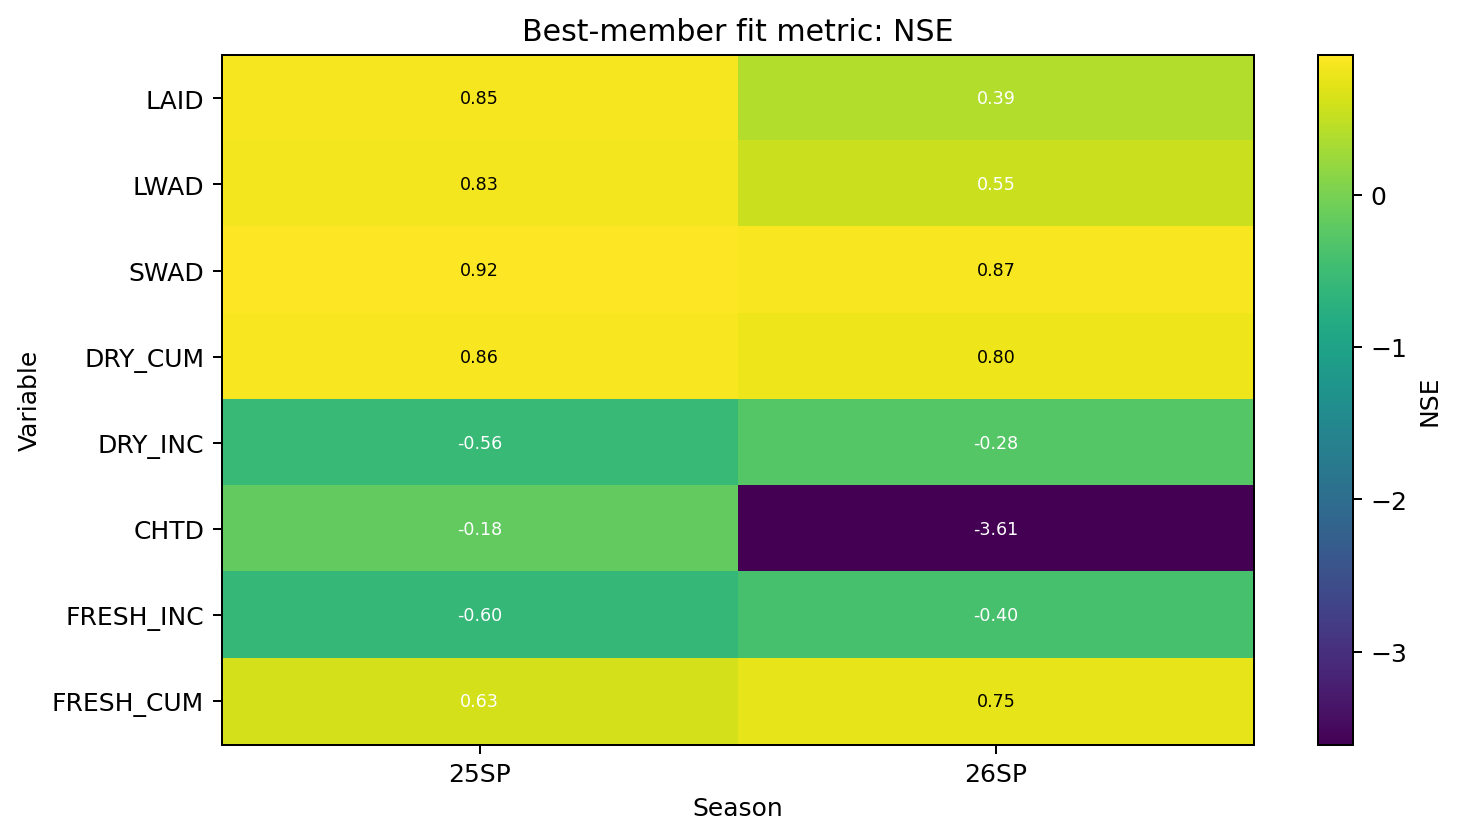 Best-member fit metric: NSE
LAID 0.85 0.39
LWAD 0.83 0.55
SWAD 0.92 0.87
DRY_CUM 0.86 0.80
DRY_INC -0.56 -0.28
CHTD -0.18 -3.61
FRESH_INC -0.60 -0.40
FRESH_CUM 0.63 0.75
25SP 26SP
Season
Variable
0
−1
−2
−3
NSE